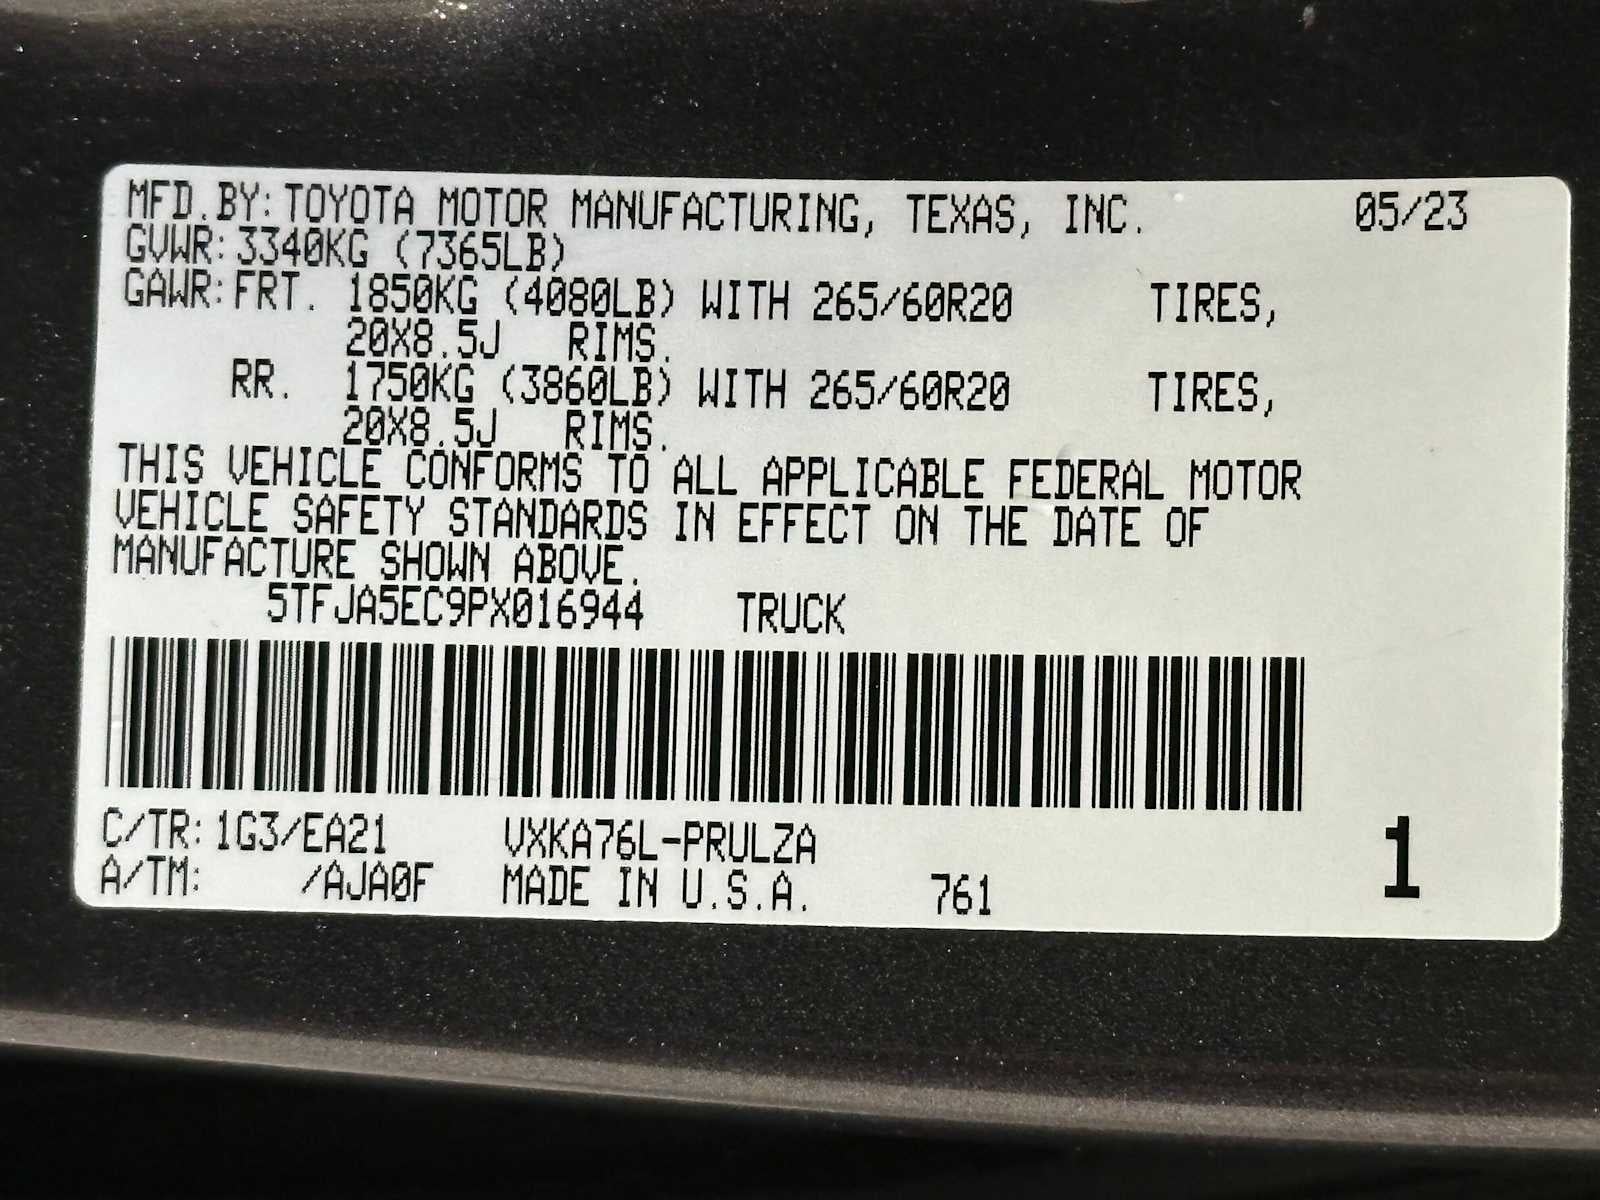 MFD.BY: TOYOTA MOTOR MANUFACTURING, TEXAS, INC. 05/23
GVWR: 3340KG (7365LB)
GAWR: FRT. 1850KG (4080LB) WITH 265/60R20 TIRES,
20X8.5J RIMS.
RR. 1750KG (3860LB) WITH 265/60R20 TIRES,
20X8.5J RIMS.
THIS VEHICLE CONFORMS TO ALL APPLICABLE FEDERAL MOTOR
VEHICLE SAFETY STANDARDS IN EFFECT ON THE DATE OF
MANUFACTURE SHOWN ABOVE.
5TFJA5EC9PX016944 TRUCK
C/TR: 1G3/EA21 VXKA76L-PRULZA 1
A/TM: /AJA0F MADE IN U.S.A. 761